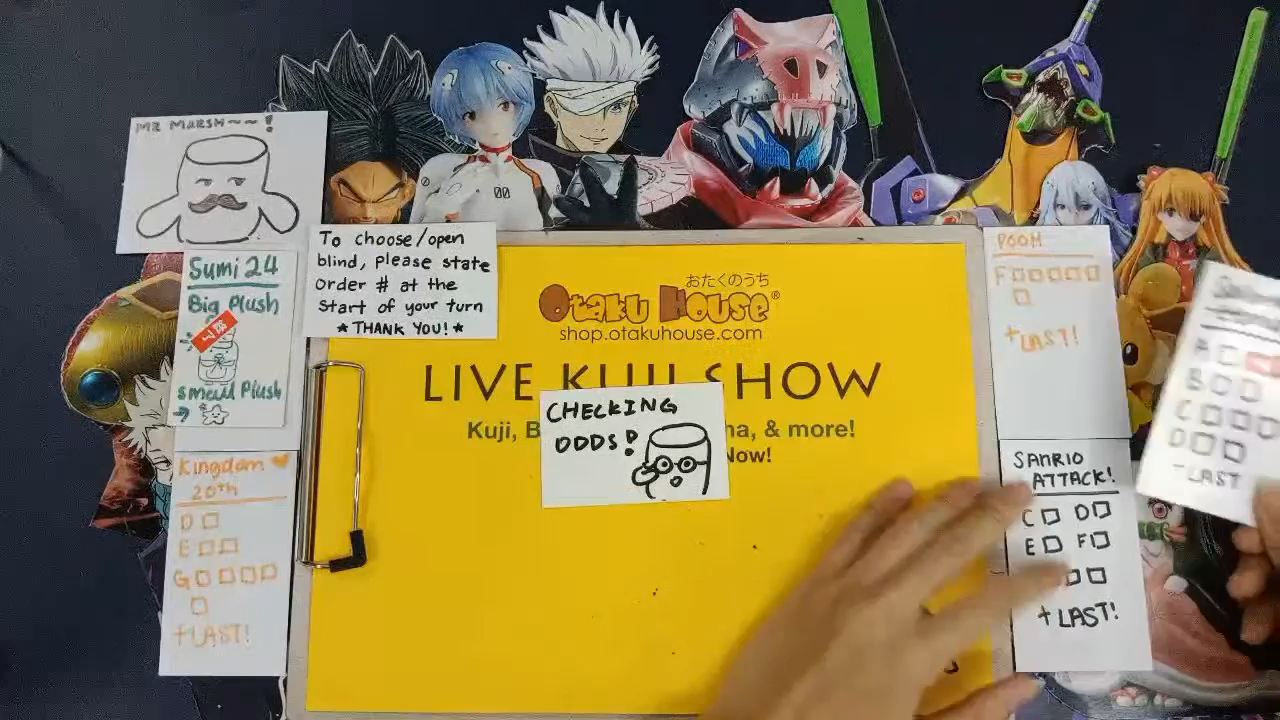 MR MARSH~~!
To choose/open
blind, please state
order # at the
start of your turn
*THANK YOU!*
Sumi 24
Big Plush
small Plush
Kingdom
20th
D
E
G
+LAST!
おたくのうち
Otaku House®
shop.otakuhouse.com
LIVE KUJI SHOW
Kuji, B
a, & more!
Now!
CHECKING
ODDS!
00
F
+LAST!
SANRIO
ATTACK!
C D
E F
+LAST!
A
B
C
D
+LAST